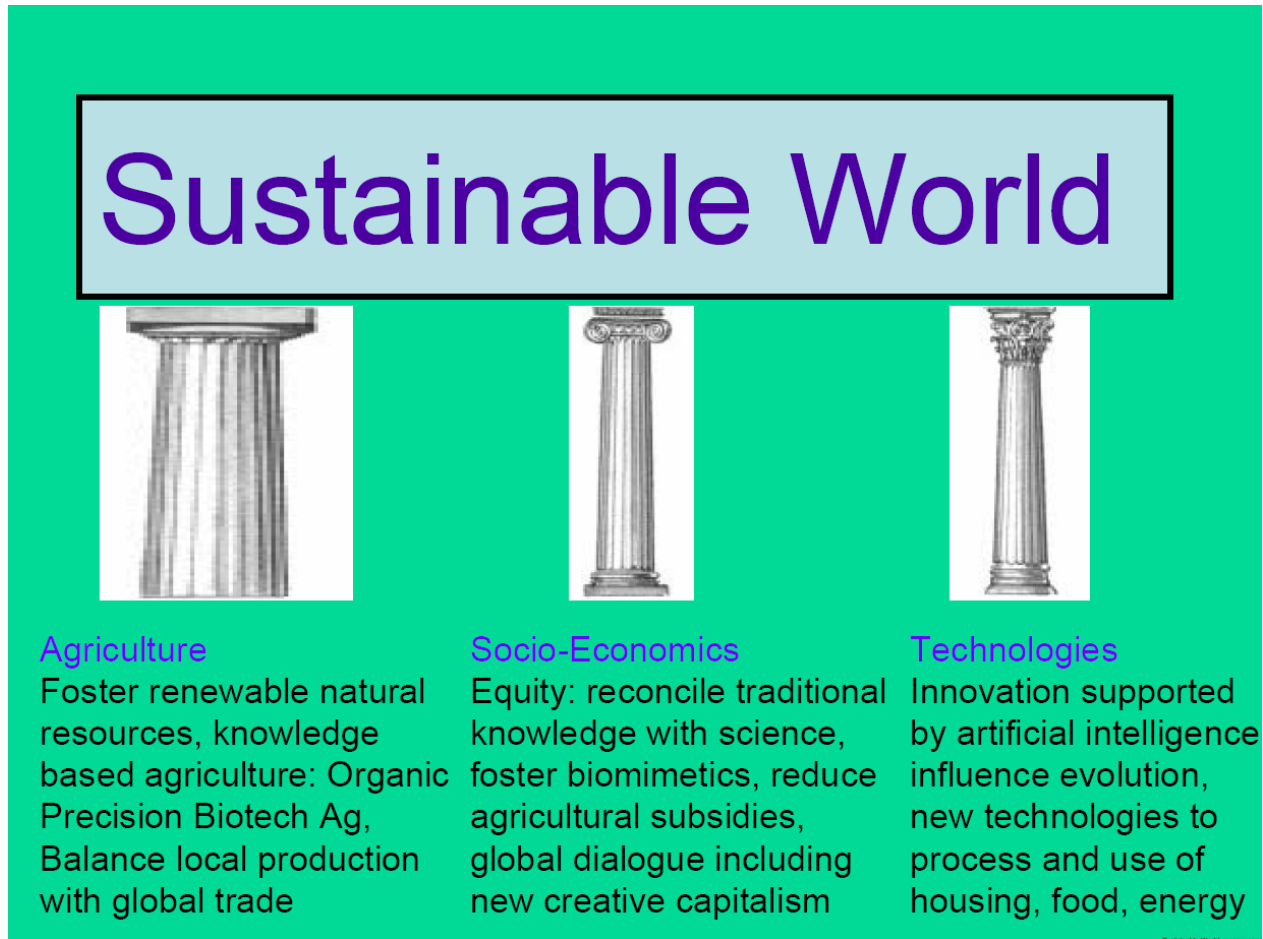 Sustainable World
Agriculture
Foster renewable natural
resources, knowledge
based agriculture: Organic
Precision Biotech Ag,
Balance local production
with global trade
Socio-Economics
Equity: reconcile traditional
knowledge with science,
foster biomimetics, reduce
agricultural subsidies,
global dialogue including
new creative capitalism
Technologies
Innovation supported
by artificial intelligence
influence evolution,
new technologies to
process and use of
housing, food, energy